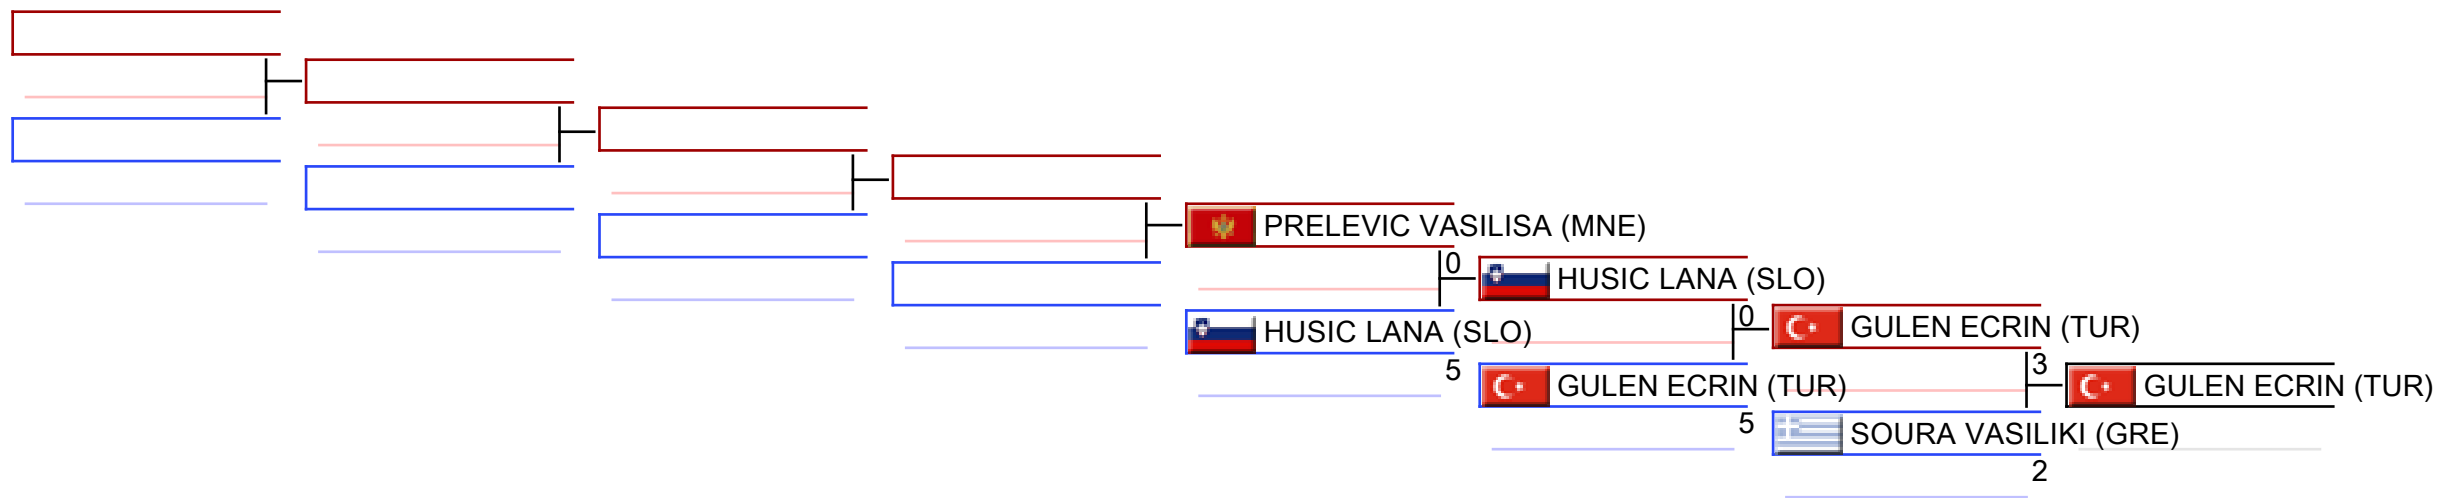 PRELEVIC VASILISA (MNE)
0
HUSIC LANA (SLO)
HUSIC LANA (SLO)
5
0
GULEN ECRIN (TUR)
GULEN ECRIN (TUR)
5
3
GULEN ECRIN (TUR)
SOURA VASILIKI (GRE)
2